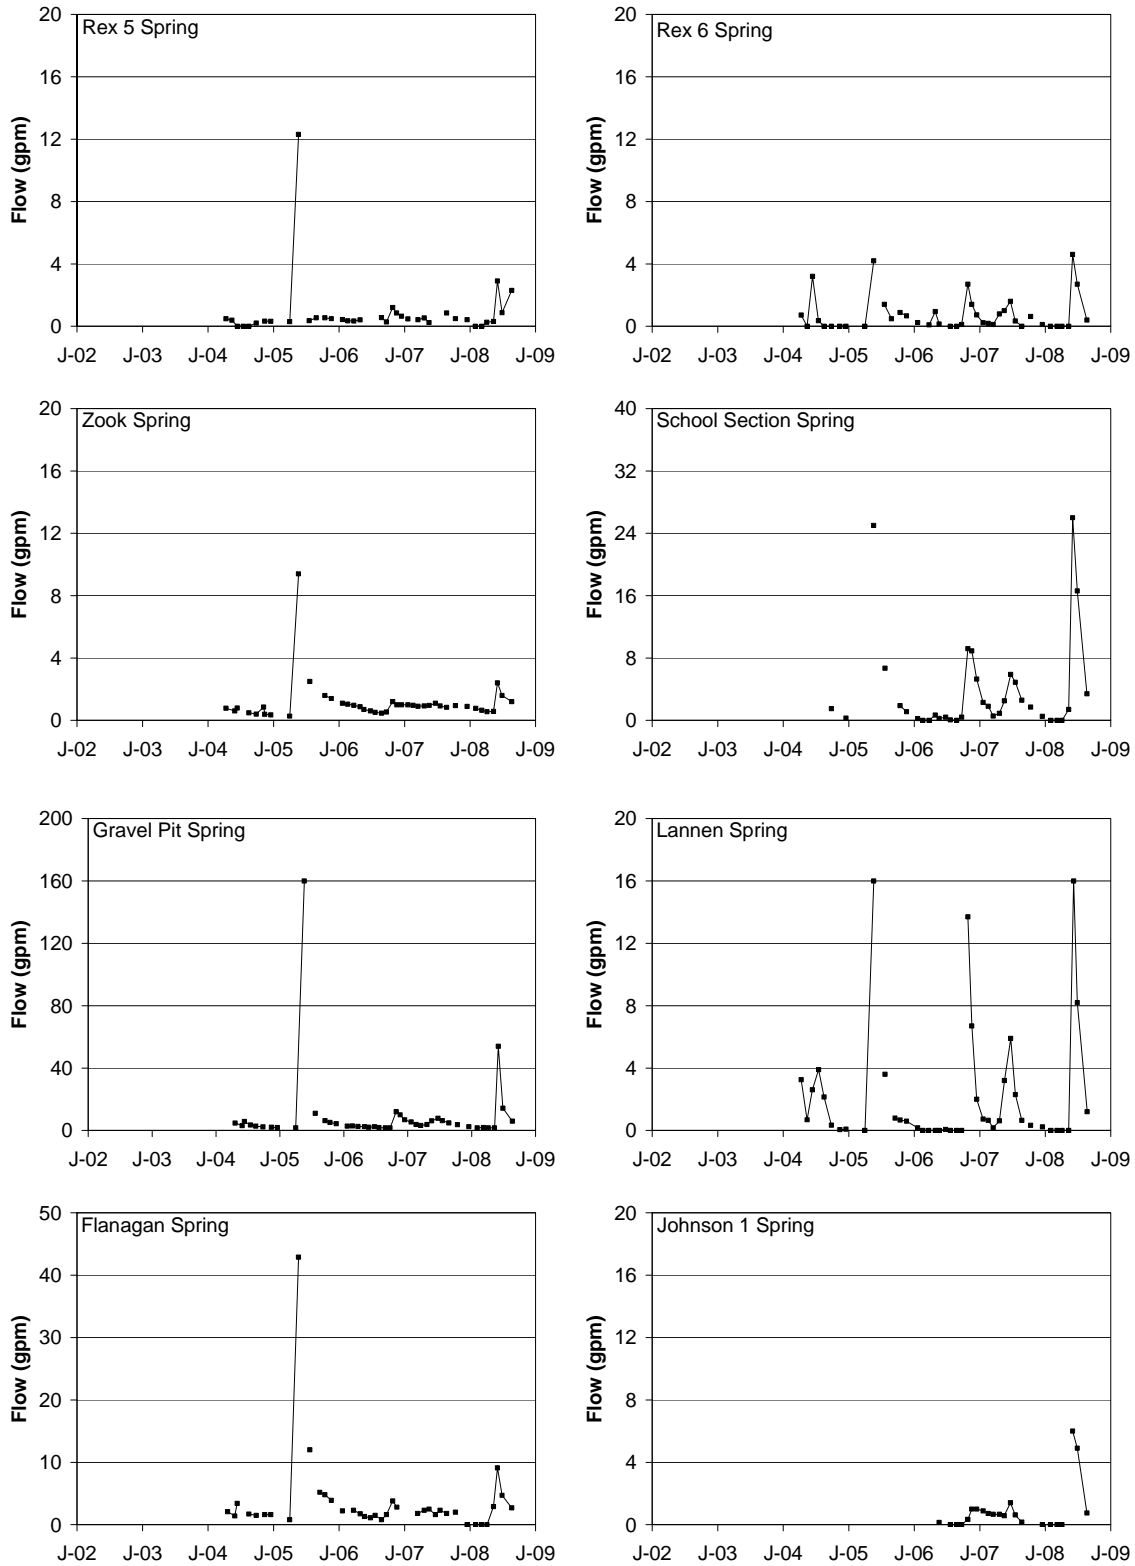 Rex 5 Spring
Flow (gpm)
20
16
12
8
4
0
J-02 J-03 J-04 J-05 J-06 J-07 J-08 J-09
Rex 6 Spring
Flow (gpm)
20
16
12
8
4
0
J-02 J-03 J-04 J-05 J-06 J-07 J-08 J-09
Zook Spring
Flow (gpm)
20
16
12
8
4
0
J-02 J-03 J-04 J-05 J-06 J-07 J-08 J-09
School Section Spring
Flow (gpm)
40
32
24
16
8
0
J-02 J-03 J-04 J-05 J-06 J-07 J-08 J-09
Gravel Pit Spring
Flow (gpm)
200
160
120
80
40
0
J-02 J-03 J-04 J-05 J-06 J-07 J-08 J-09
Lannen Spring
Flow (gpm)
20
16
12
8
4
0
J-02 J-03 J-04 J-05 J-06 J-07 J-08 J-09
Flanagan Spring
Flow (gpm)
50
40
30
20
10
0
J-02 J-03 J-04 J-05 J-06 J-07 J-08 J-09
Johnson 1 Spring
Flow (gpm)
20
16
12
8
4
0
J-02 J-03 J-04 J-05 J-06 J-07 J-08 J-09